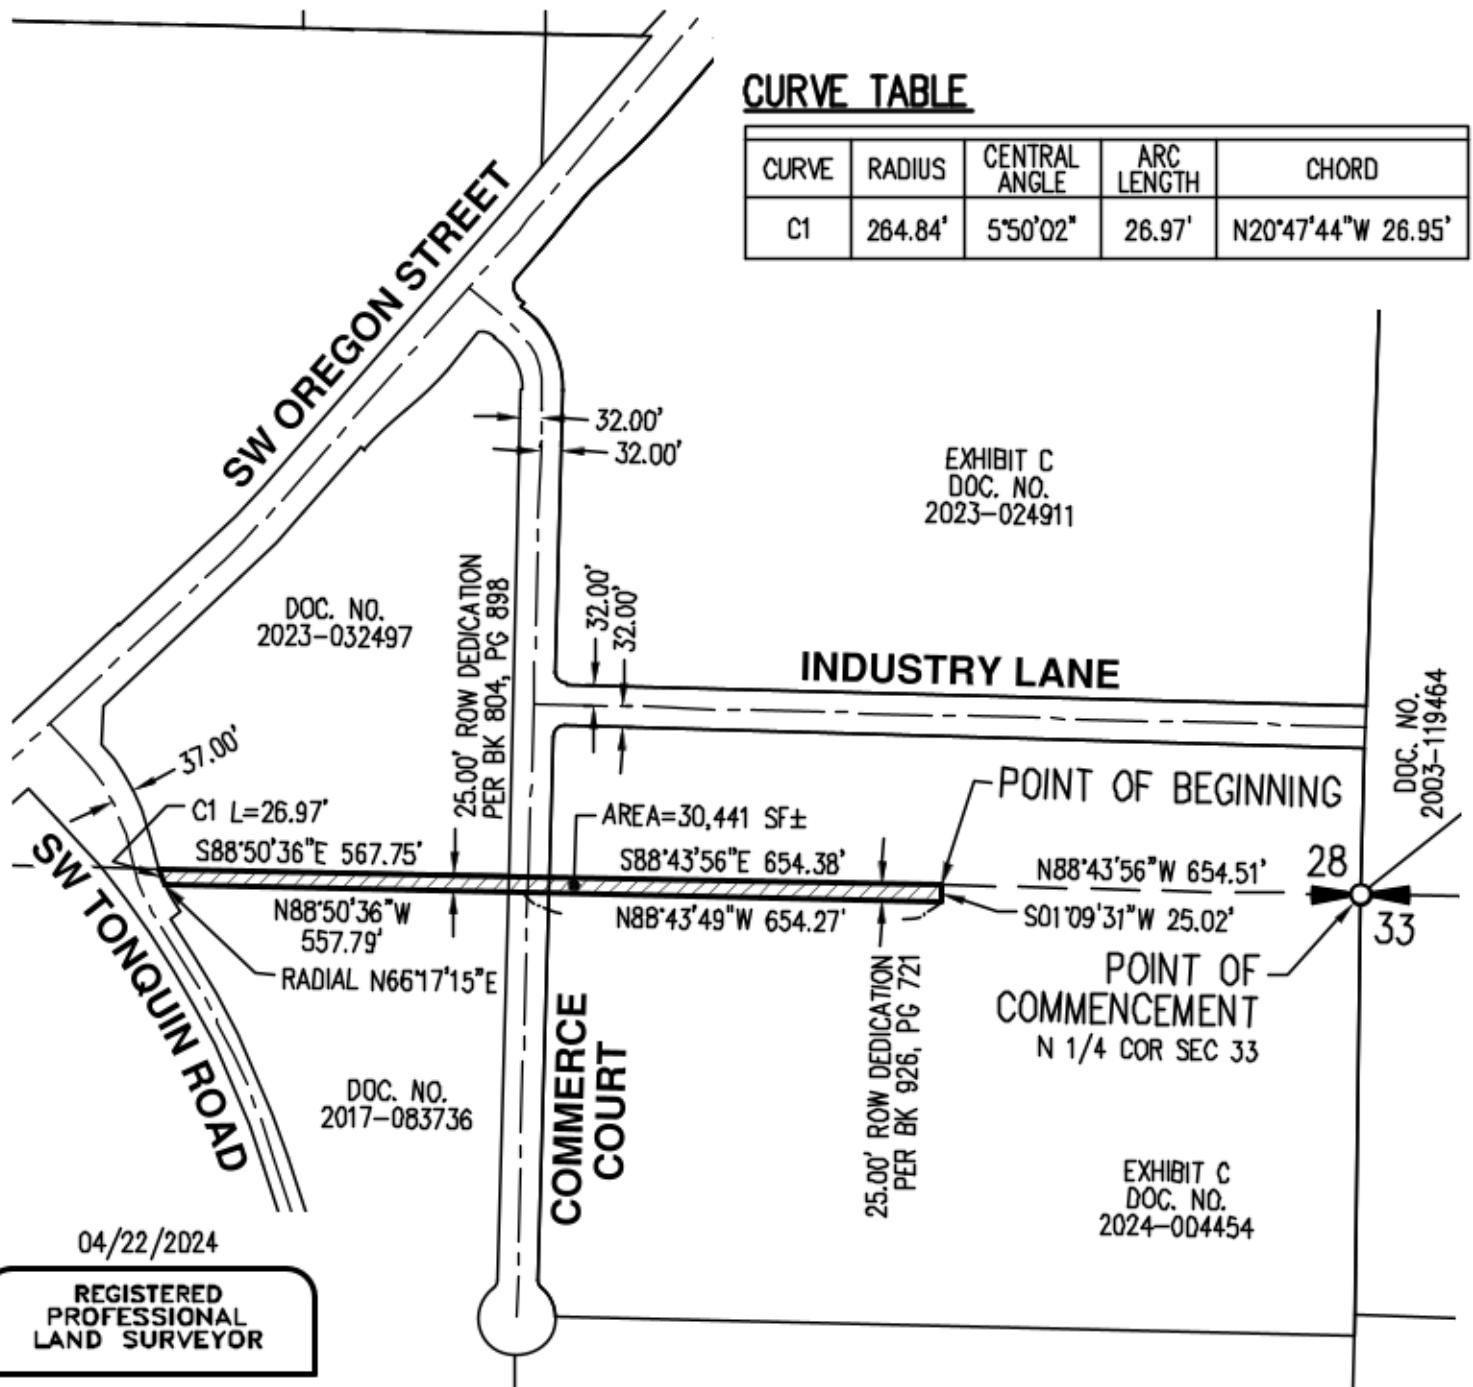 CURVE TABLE
CURVE RADIUS CENTRAL ANGLE ARC LENGTH CHORD
C1 264.84' 5°50'02" 26.97' N20°47'44"W 26.95'
SW OREGON STREET
32.00'
32.00'
EXHIBIT C
DOC. NO.
2023-024911
DOC. NO.
2023-032497
25.00' ROW DEDICATION
PER BK 804, PG 898
32.00'
32.00'
INDUSTRY LANE
DOC. NO.
2003-119464
37.00'
POINT OF BEGINNING
C1 L=26.97'
AREA=30,441 SF±
S88°50'36"E 567.75'
S88°43'56"E 654.38'
N88°43'56"W 654.51'
28
33
SW TONQUIN ROAD
N88°50'36"W
557.79'
N88°43'49"W 654.27'
S01°09'31"W 25.02'
RADIAL N66°17'15"E
POINT OF
COMMENCEMENT
N 1/4 COR SEC 33
25.00' ROW DEDICATION
PER BK 926, PG 721
COMMERCE
COURT
DOC. NO.
2017-083736
EXHIBIT C
DOC. NO.
2024-004454
04/22/2024
REGISTERED
PROFESSIONAL
LAND SURVEYOR